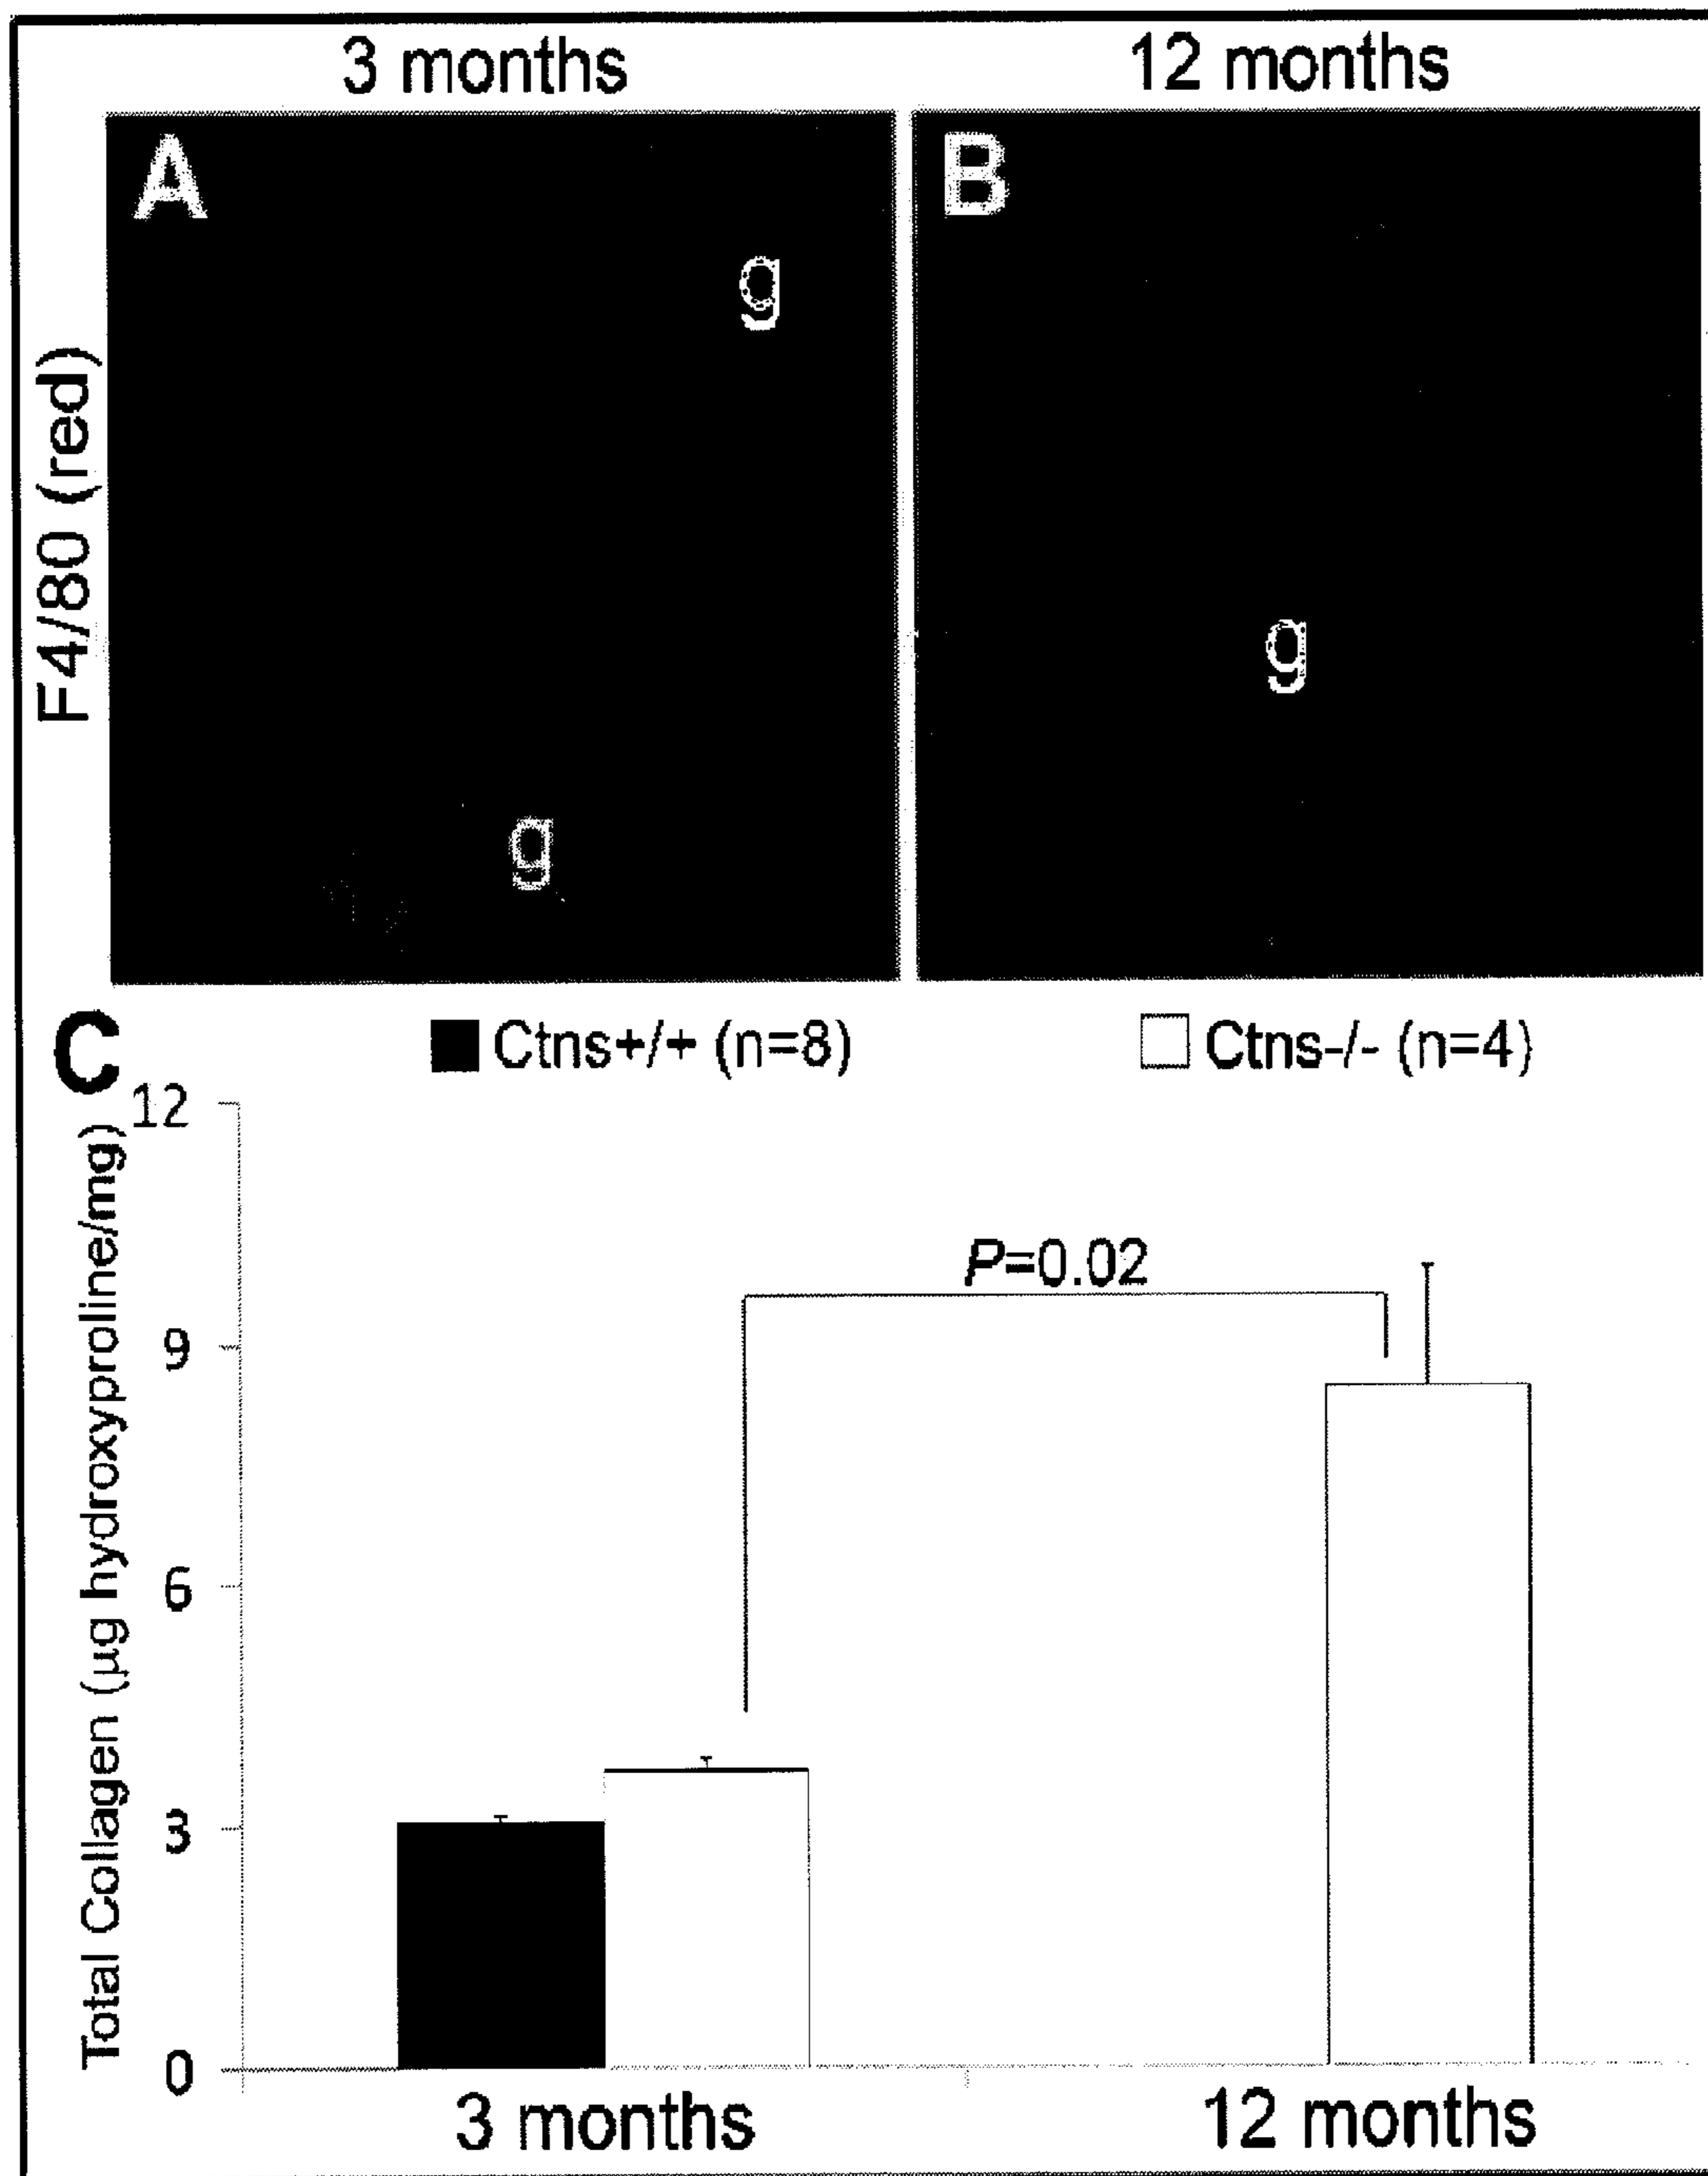 3 months 12 months
A B
g
F4/80 (red)
g
g
C
Ctns+/+ (n=8) Ctns-/- (n=4)
Total Collagen (µg hydroxyproline/mg)
12
P=0.02
9
6
3
0
3 months 12 months